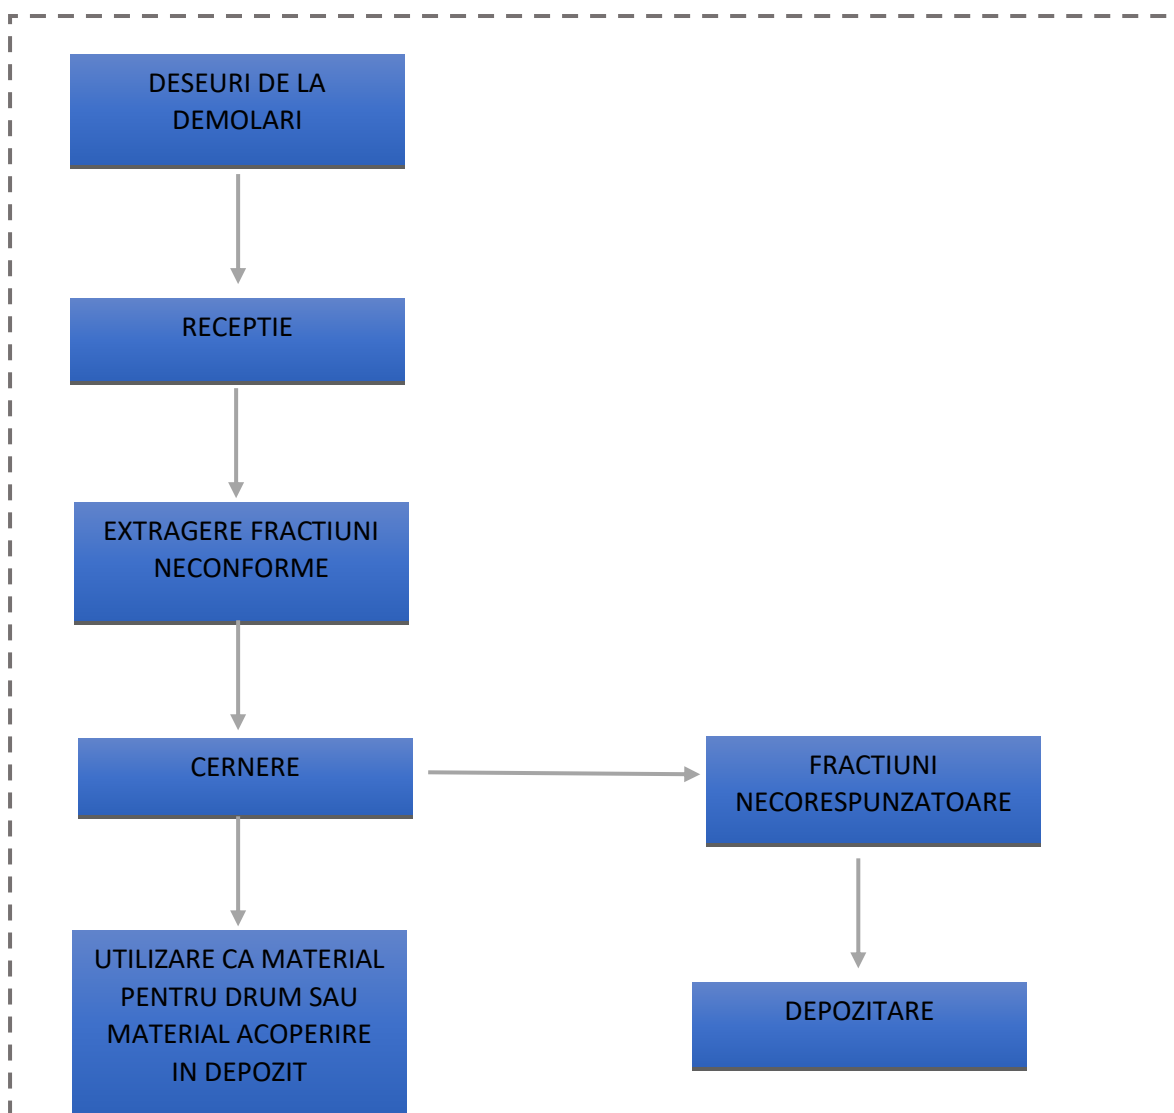 DESEURI DE LA
DEMOLARI
RECEPTIE
EXTRAGERE FRACTIUNI
NECONFORME
CERNERE
FRACTIUNI
NECORESPUNZATOARE
UTILIZARE CA MATERIAL
PENTRU DRUM SAU
MATERIAL ACOPERIRE
IN DEPOZIT
DEPOZITARE